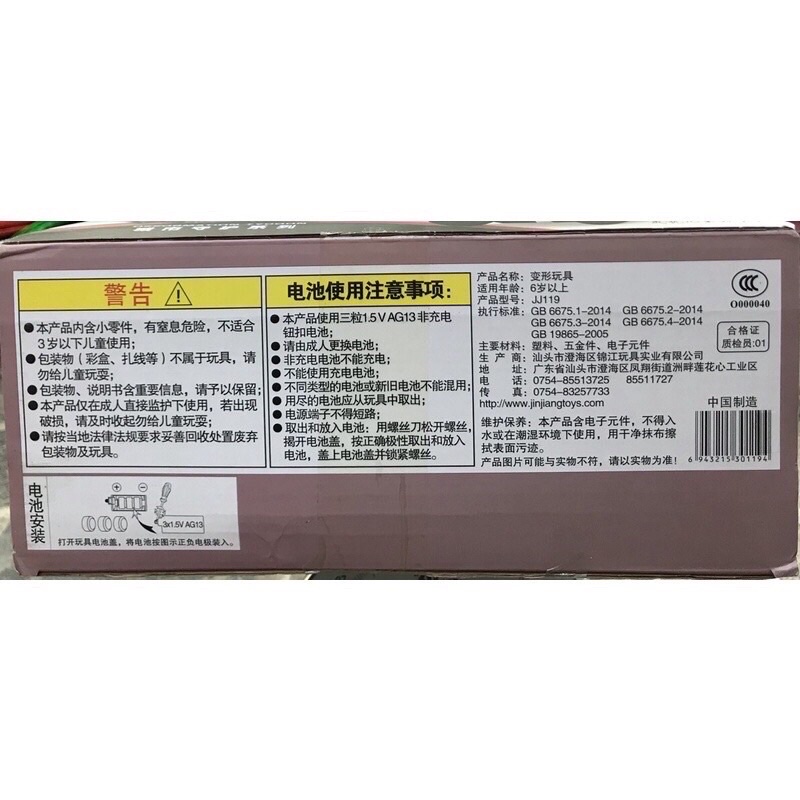 警告
●本产品内含小零件，有窒息危险，不适合
3岁以下儿童使用；
●包装物（彩盒、扎线等）不属于玩具，请
勿给儿童玩耍；
●包装物、说明书含重要信息，请予以保留；
●本产品仅在成人直接监护下使用，若出现
破损，请及时收起勿给儿童玩耍；
●请按当地法律法规要求妥善回收处置废弃
包装物及玩具。
电池使用注意事项：
●本产品使用三粒1.5V AG13非充电
钮扣电池；
●请由成人更换电池；
●非充电电池不能充电；
●不能使用充电电池；
●不同类型的电池或新旧电池不能混用；
●用尽的电池应从玩具中取出；
●电源端子不得短路；
●取出和放入电池：用螺丝刀松开螺丝，
揭开电池盖，按正确极性取出和放入
电池，盖上电池盖并锁紧螺丝。
产品名称：变形玩具
适用年龄：6岁以上
产品型号：JJ119
执行标准：GB 6675.1-2014 GB 6675.2-2014
GB 6675.3-2014 GB 6675.4-2014
GB 19865-2005
主要材料：塑料、五金件、电子元件
生产商：汕头市澄海区锦江玩具实业有限公司
地址：广东省汕头市澄海区凤翔街道洲畔莲花心工业区
电话：0754-85513725 85511727
传真：0754-83257733
http://www.jinjiangtoys.com
维护保养：本产品含电子元件，不得入
水或在潮湿环境下使用，用干净抹布擦
拭表面污迹。
产品图片可能与实物不符，请以实物为准！
CCC
O000040
合格证
质检员:01
中国制造
6 943215 301194
电池安装
3x1.5V AG13
打开玩具电池盖，将电池按图示正负电极装入。